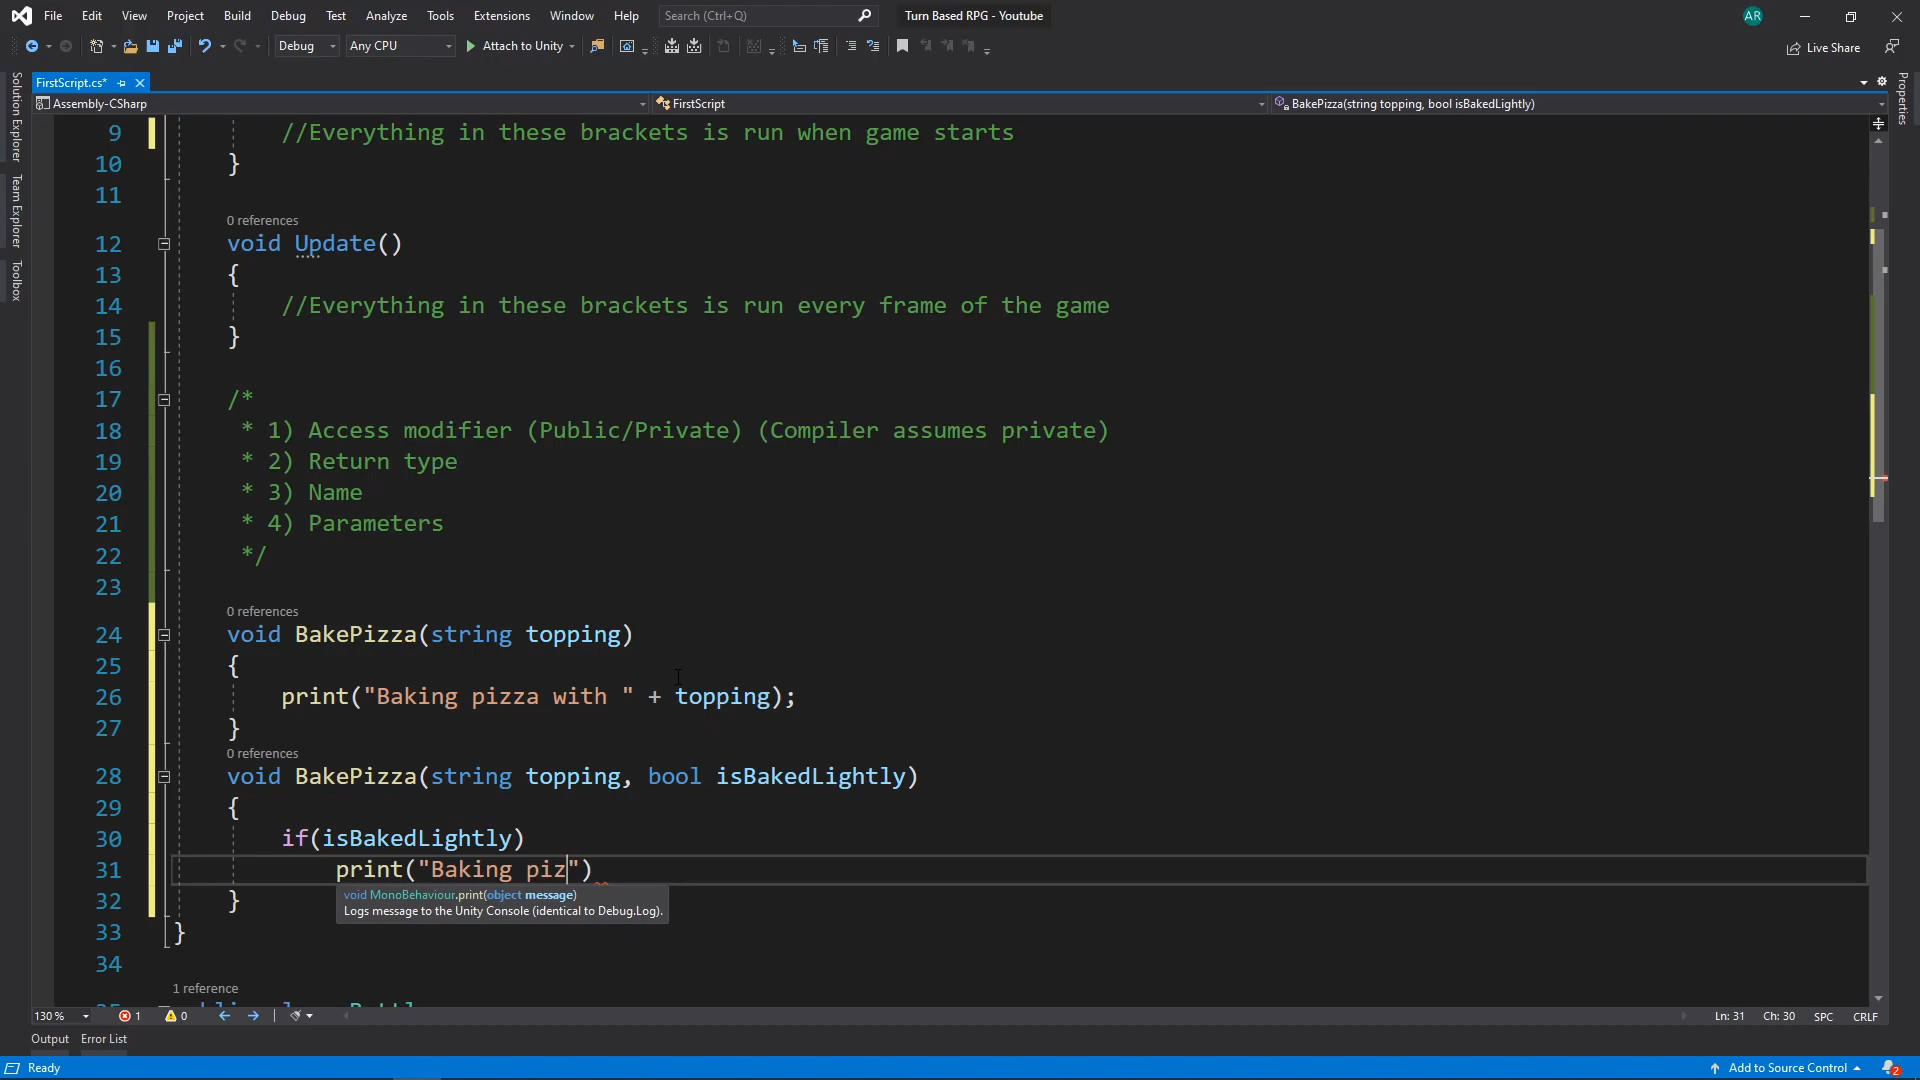 File Edit View Project Build Debug Test Analyze Tools Extensions Window Help Search (Ctrl+Q) Turn Based RPG - Youtube AR
Debug Any CPU Attach to Unity Live Share
FirstScript.cs*
Assembly-CSharp FirstScript BakePizza(string topping, bool isBakedLightly)
Solution Explorer
Team Explorer
Toolbox
Properties
9 //Everything in these brackets is run when game starts
10 }
11
0 references
12 void Update()
13 {
14 //Everything in these brackets is run every frame of the game
15 }
16
17 /*
18 * 1) Access modifier (Public/Private) (Compiler assumes private)
19 * 2) Return type
20 * 3) Name
21 * 4) Parameters
22 */
23
0 references
24 void BakePizza(string topping)
25 {
26 print("Baking pizza with " + topping);
27 }
0 references
28 void BakePizza(string topping, bool isBakedLightly)
29 {
30 if(isBakedLightly)
31 print("Baking piz")
void MonoBehaviour.print(object message)
Logs message to the Unity Console (identical to Debug.Log).
32 }
33 }
34
1 reference
130 % 1 0 Ln: 31 Ch: 30 SPC CRLF
Output Error List
Ready Add to Source Control 2